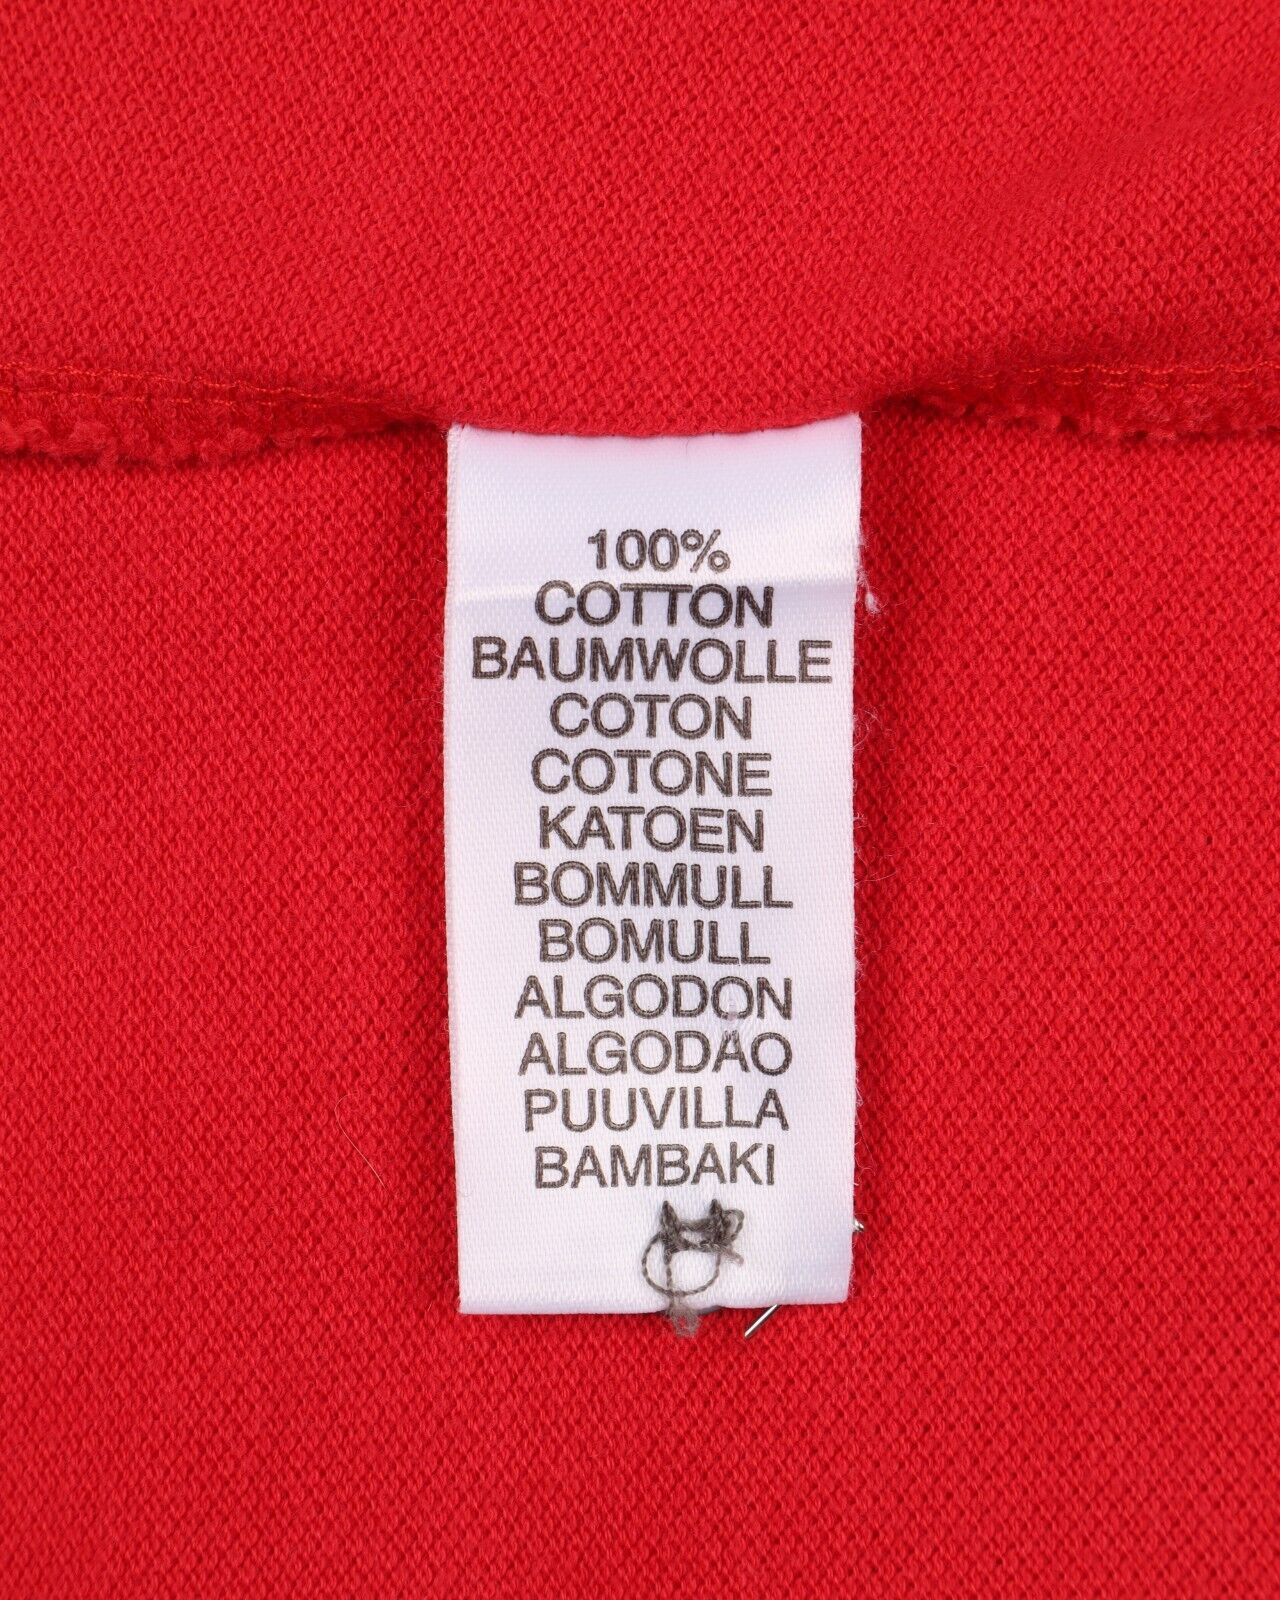 100%
COTTON
BAUMWOLLE
COTON
COTONE
KATOEN
BOMMULL
BOMULL
ALGODON
ALGODAO
PUUVILLA
BAMBAKI